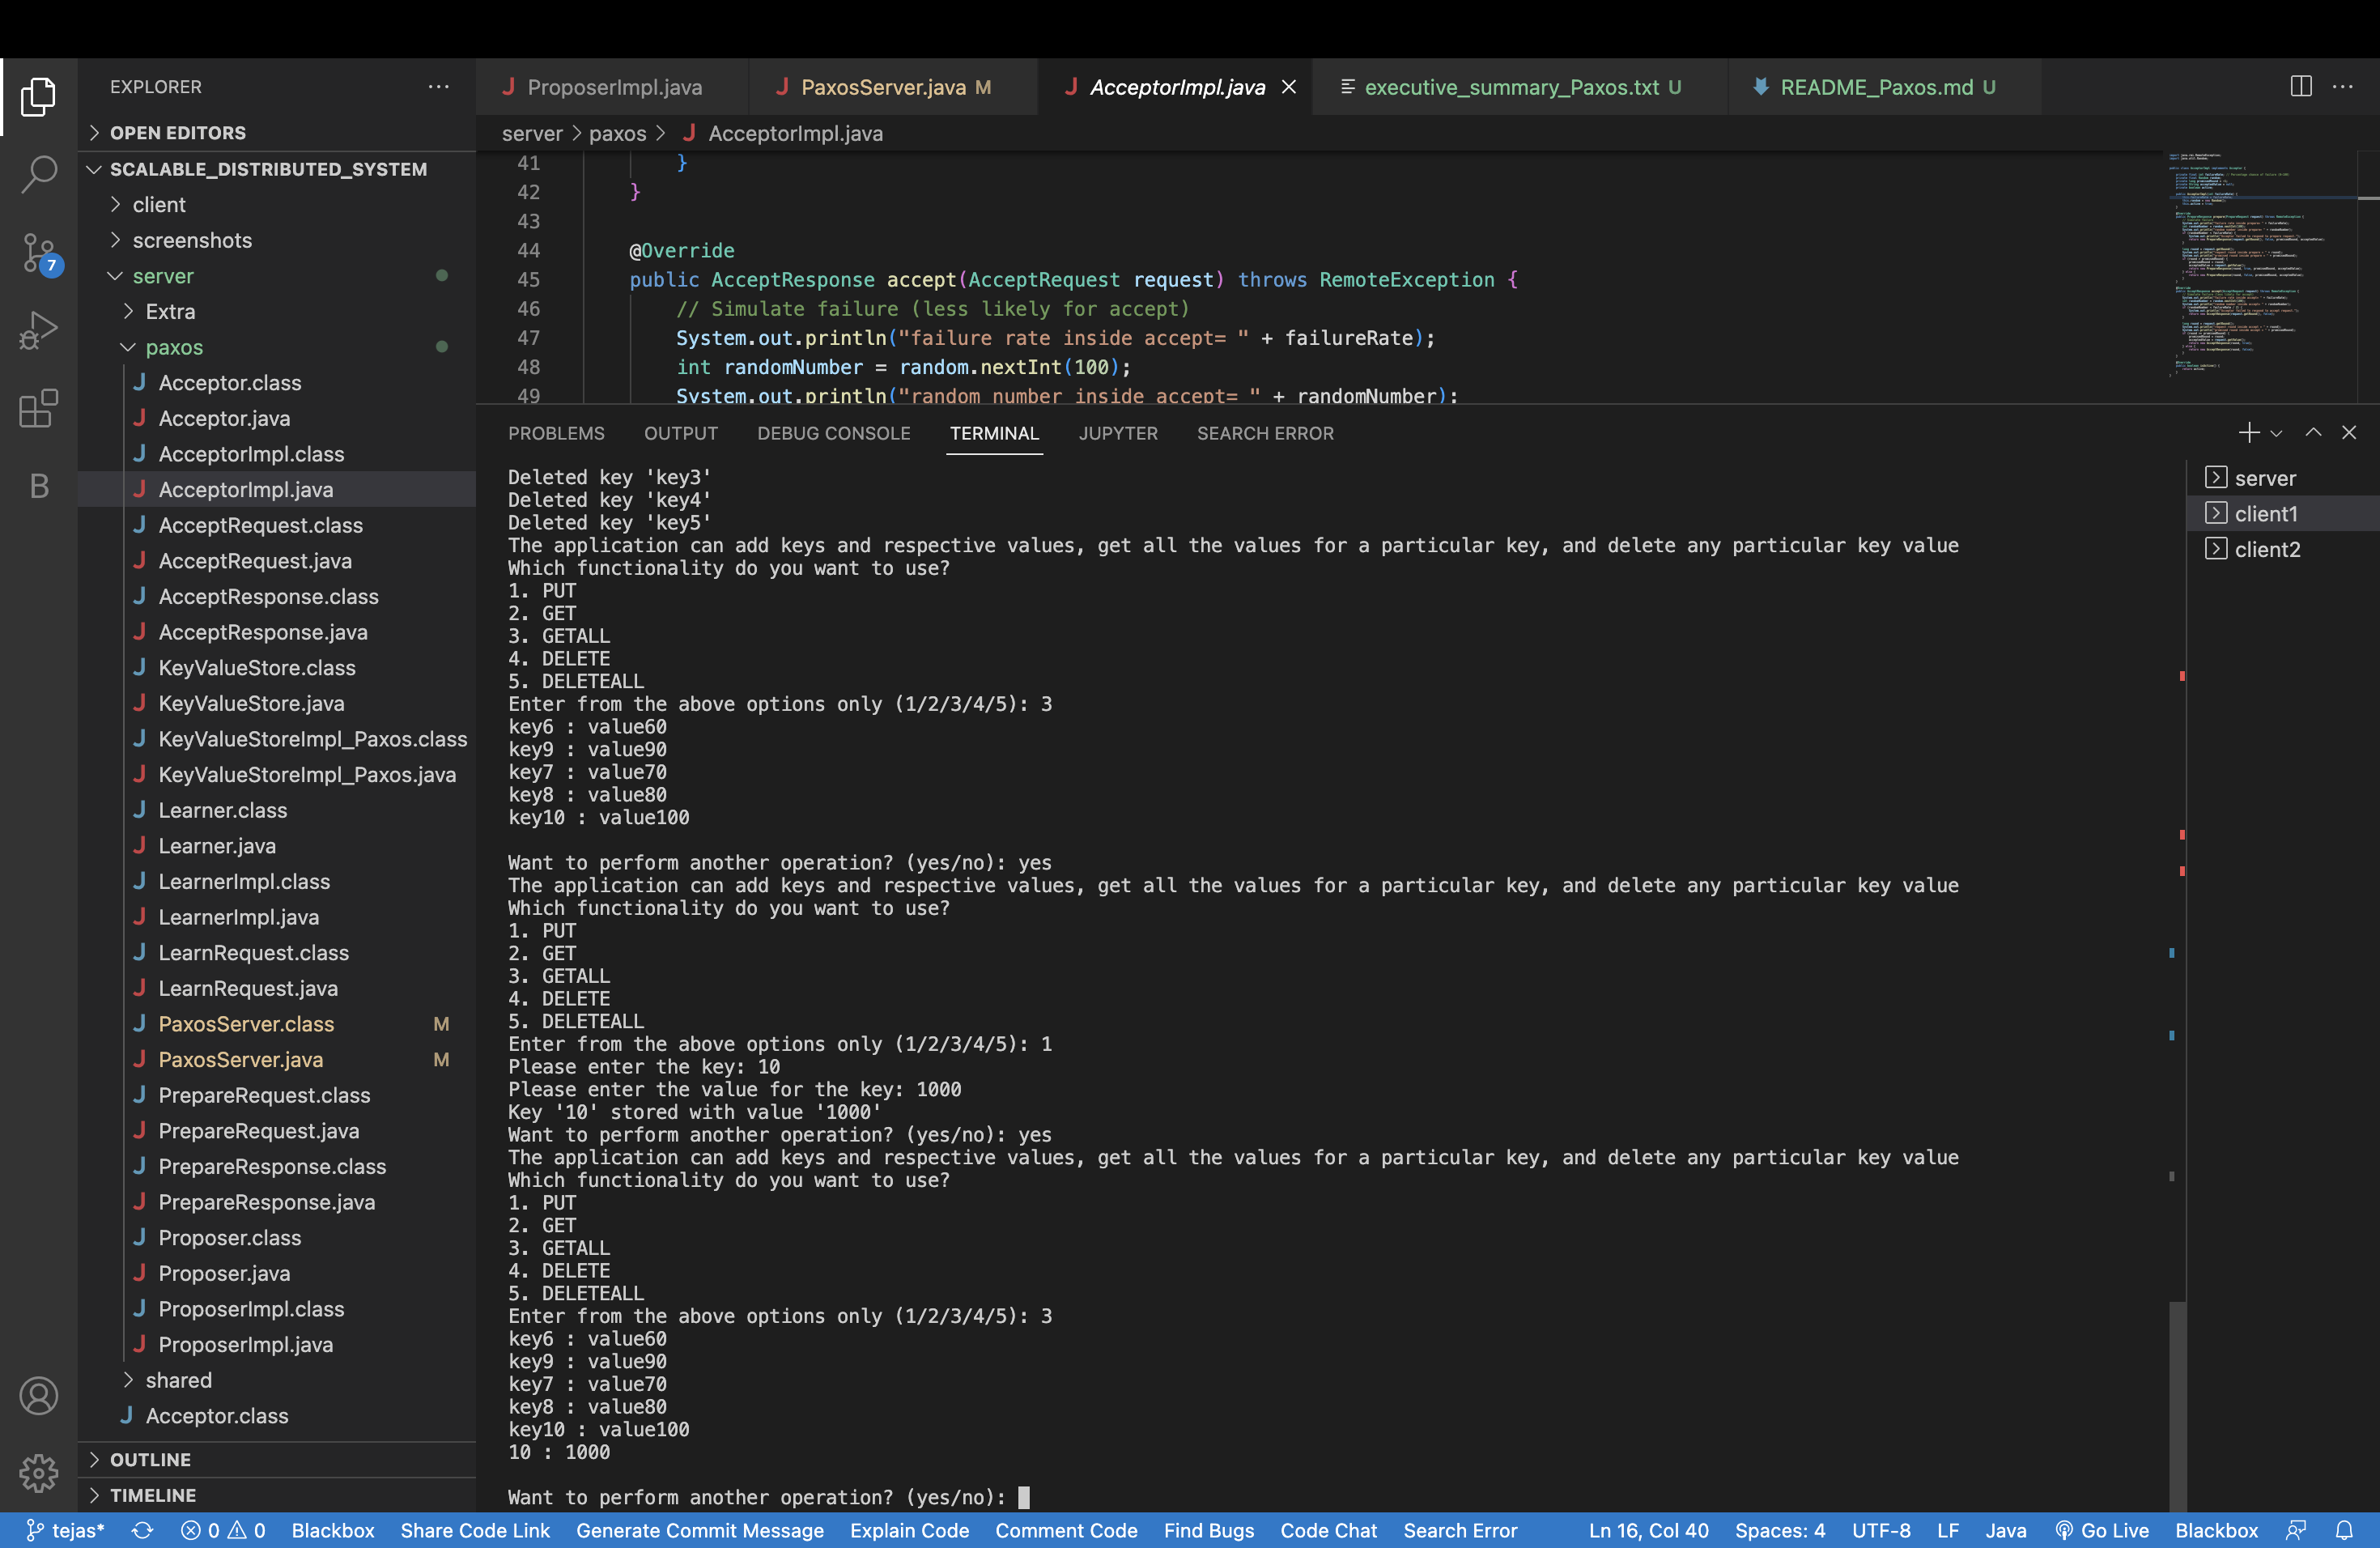 EXPLORER
OPEN EDITORS
SCALABLE_DISTRIBUTED_SYSTEM
client
screenshots
server
Extra
paxos
Acceptor.class
Acceptor.java
AcceptorImpl.class
AcceptorImpl.java
AcceptRequest.class
AcceptRequest.java
AcceptResponse.class
AcceptResponse.java
KeyValueStore.class
KeyValueStore.java
KeyValueStoreImpl_Paxos.class
KeyValueStoreImpl_Paxos.java
Learner.class
Learner.java
LearnerImpl.class
LearnerImpl.java
LearnRequest.class
LearnRequest.java
PaxosServer.class M
PaxosServer.java M
PrepareRequest.class
PrepareRequest.java
PrepareResponse.class
PrepareResponse.java
Proposer.class
Proposer.java
ProposerImpl.class
ProposerImpl.java
shared
Acceptor.class
OUTLINE
TIMELINE
7
B
ProposerImpl.java PaxosServer.java M AcceptorImpl.java executive_summary_Paxos.txt U README_Paxos.md U
server > paxos > AcceptorImpl.java
41 }
42 }
43
44 @Override
45 public AcceptResponse accept(AcceptRequest request) throws RemoteException {
46 // Simulate failure (less likely for accept)
47 System.out.println("failure rate inside accept= " + failureRate);
48 int randomNumber = random.nextInt(100);
49 System.out.println("random number inside accept= " + randomNumber);
PROBLEMS OUTPUT DEBUG CONSOLE TERMINAL JUPYTER SEARCH ERROR
Deleted key 'key3'
Deleted key 'key4'
Deleted key 'key5'
The application can add keys and respective values, get all the values for a particular key, and delete any particular key value
Which functionality do you want to use?
1. PUT
2. GET
3. GETALL
4. DELETE
5. DELETEALL
Enter from the above options only (1/2/3/4/5): 3
key6 : value60
key9 : value90
key7 : value70
key8 : value80
key10 : value100
Want to perform another operation? (yes/no): yes
The application can add keys and respective values, get all the values for a particular key, and delete any particular key value
Which functionality do you want to use?
1. PUT
2. GET
3. GETALL
4. DELETE
5. DELETEALL
Enter from the above options only (1/2/3/4/5): 1
Please enter the key: 10
Please enter the value for the key: 1000
Key '10' stored with value '1000'
Want to perform another operation? (yes/no): yes
The application can add keys and respective values, get all the values for a particular key, and delete any particular key value
Which functionality do you want to use?
1. PUT
2. GET
3. GETALL
4. DELETE
5. DELETEALL
Enter from the above options only (1/2/3/4/5): 3
key6 : value60
key9 : value90
key7 : value70
key8 : value80
key10 : value100
10 : 1000
Want to perform another operation? (yes/no):
server
client1
client2
tejas* 0 0 Blackbox Share Code Link Generate Commit Message Explain Code Comment Code Find Bugs Code Chat Search Error Ln 16, Col 40 Spaces: 4 UTF-8 LF Java Go Live Blackbox